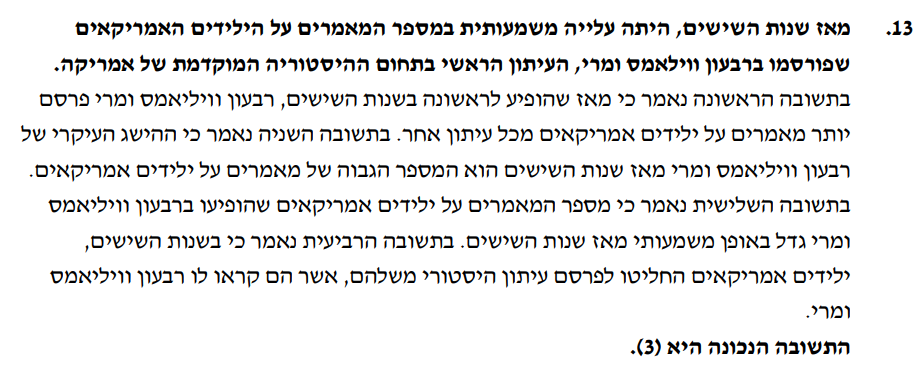 13. מאז שנות השישים, היתה עלייה משמעותית במספר המאמרים על הילידים האמריקאים
שפורסמו ברבעון ווילאמס ומרי, העיתון הראשי בתחום ההיסטוריה המוקדמת של אמריקה.
בתשובה הראשונה נאמר כי מאז שהופיע לראשונה בשנות השישים, רבעון וויליאמס ומרי פרסם
יותר מאמרים על ילידים אמריקאים מכל עיתון אחר. בתשובה השניה נאמר כי ההישג העיקרי של
רבעון וויליאמס ומרי מאז שנות השישים הוא המספר הגבוה של מאמרים על ילידים אמריקאים.
בתשובה השלישית נאמר כי מספר המאמרים על ילידים אמריקאים שהופיעו ברבעון וויליאמס
ומרי גדל באופן משמעותי מאז שנות השישים. בתשובה הרביעית נאמר כי בשנות השישים,
ילידים אמריקאים החליטו לפרסם עיתון היסטורי משלהם, אשר הם קראו לו רבעון וויליאמס
ומרי.
התשובה הנכונה היא (3).